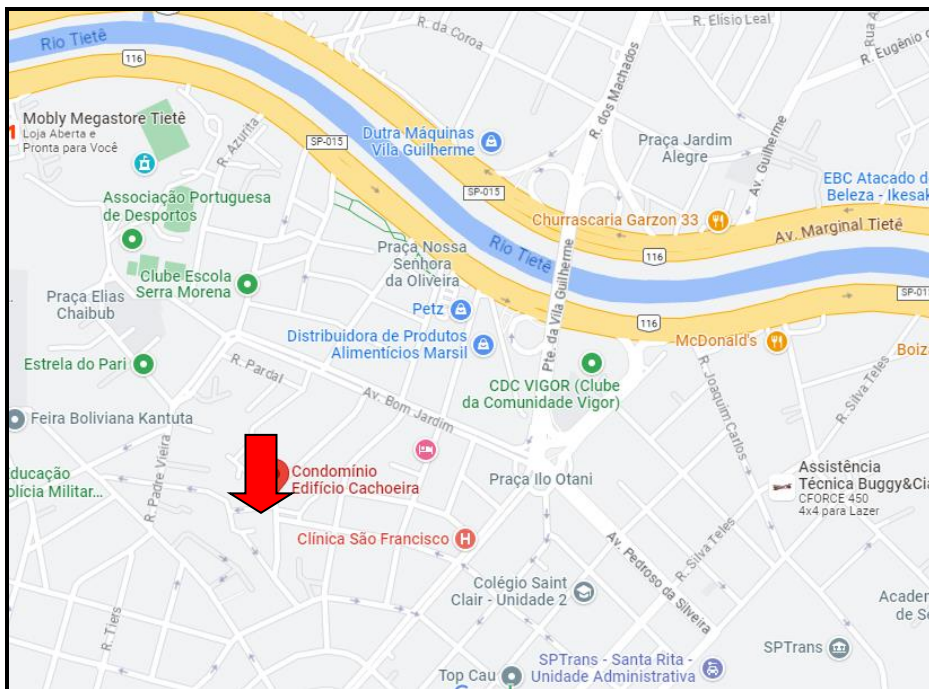 R. Elísio Leal
R. da Coroa
Rio Tietê
116
R. Eugênio d
Rua A
R. dos Machados
Mobly Megastore Tietê
Loja Aberta e
Pronta para Você
R. Azurita
SP-015
Dutra Máquinas
Vila Guilherme
Praça Jardim
Alegre
Av. Guilherme
EBC Atacado de
Beleza - Ikesak
SP-015
Associação Portuguesa
de Desportos
Churrascaria Garzon 33
Av. Marginal Tietê
Praça Nossa
Senhora
da Oliveira
Rio Tietê
116
Clube Escola
Serra Morena
Praça Elias
Chaibub
Pte. da Vila Guilherme
SP-01
Petz
116
Distribuidora de Produtos
Alimentícios Marsil
McDonald's
Boiza
Estrela do Pari
R. Pardal
CDC VIGOR (Clube
da Comunidade Vigor)
R. Joaquim Carlos
R. Silva Teles
Av. Bom Jardim
Feira Boliviana Kantuta
R. Padre Vieira
ducação
olícia Militar...
Condomínio
Edifício Cachoeira
Praça Ilo Otani
Assistência
Técnica Buggy&Cia
CFORCE 450
4x4 para Lazer
Clínica São Francisco
H
R. Silva Teles
Av. Pedroso da Silveira
Colégio Saint
Clair - Unidade 2
Academ
de S
R. Tiers
SPTrans
SPTrans - Santa Rita -
Unidade Administrativa
Top Cau